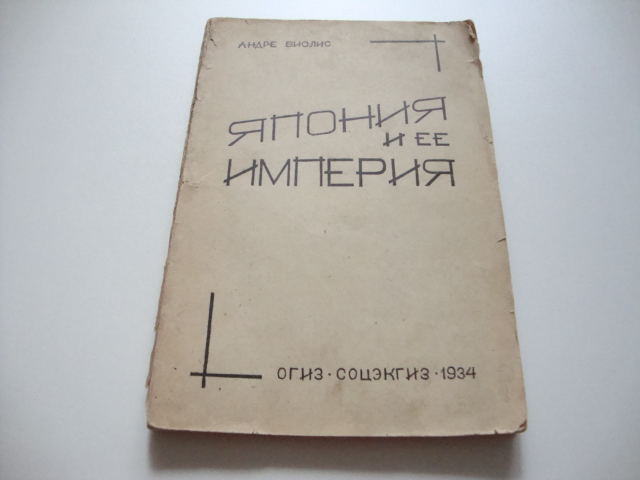 АНДРЕ ВИОЛИС
ЯПОНИЯ
И ЕЕ
ИМПЕРИЯ
ОГИЗ · СОЦЭКГИЗ · 1934